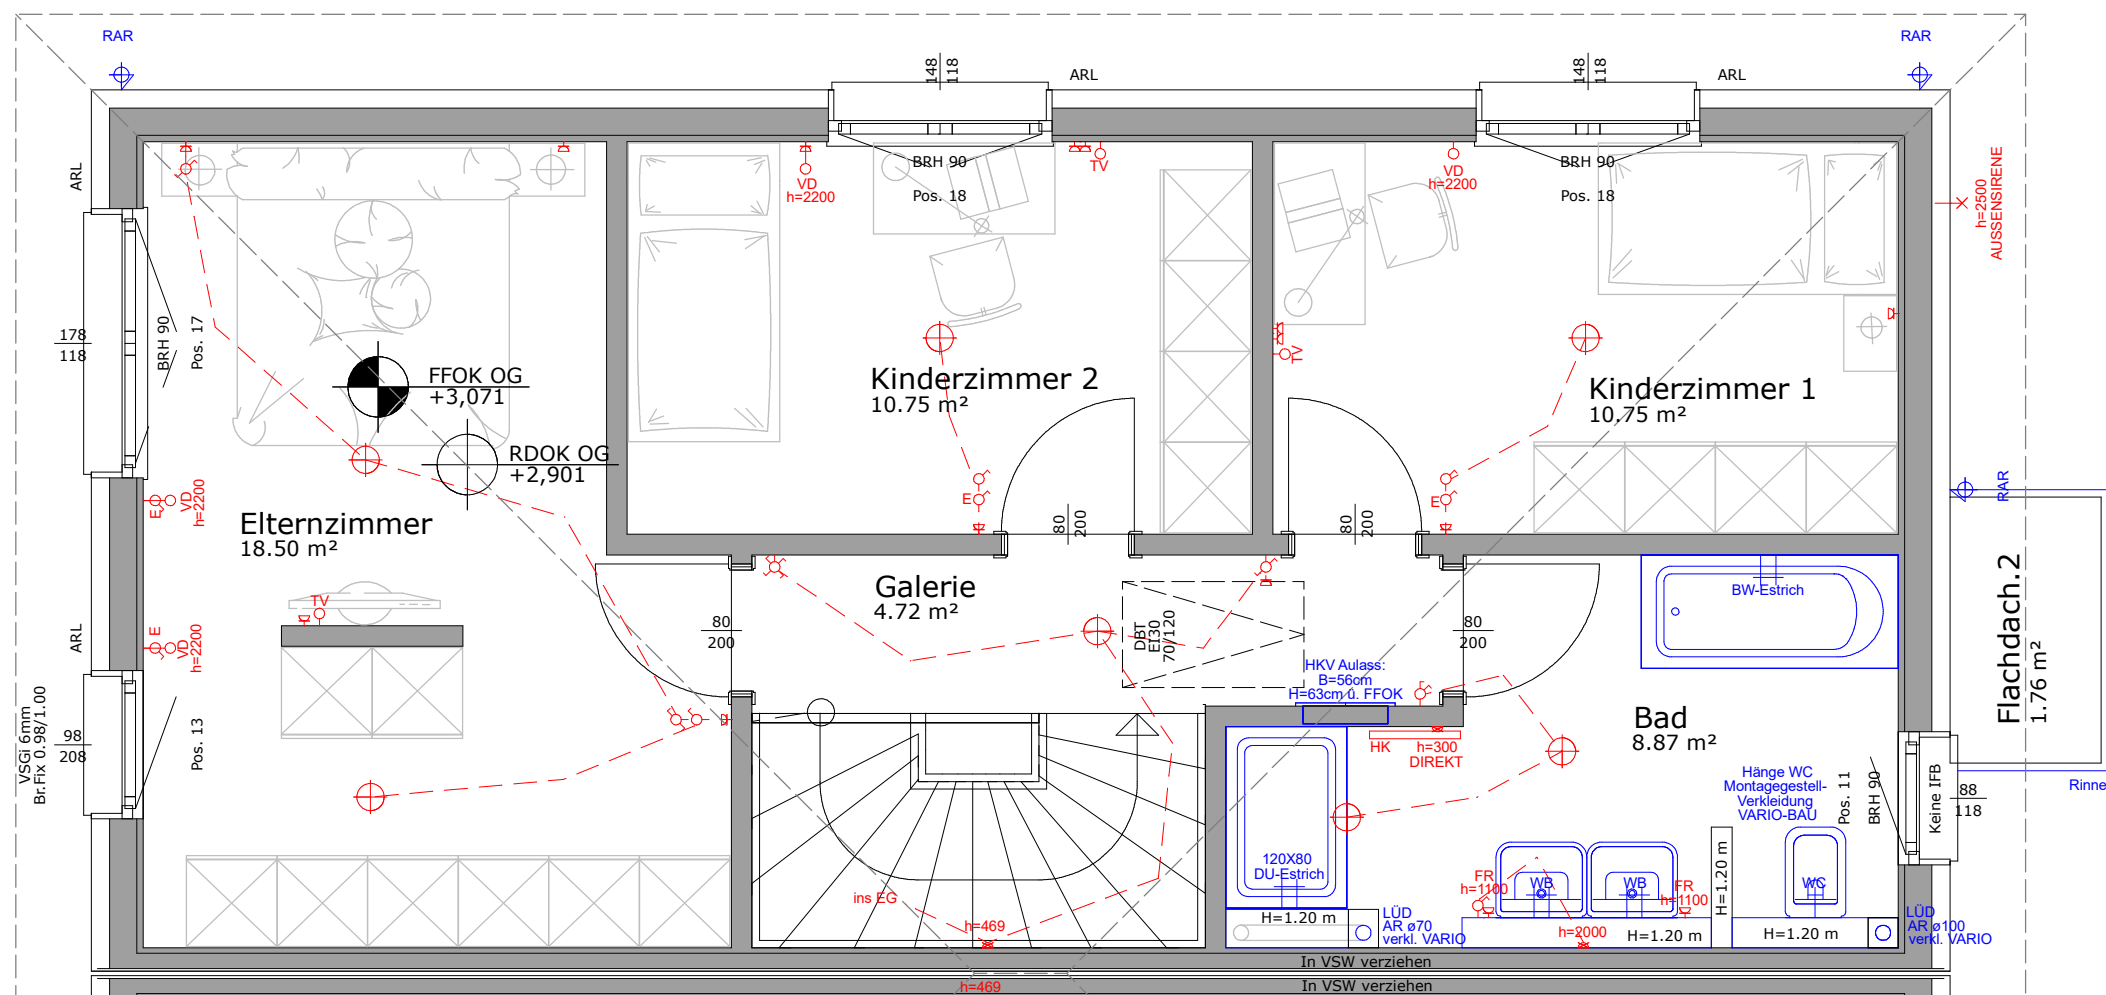 RAR
RAR
148
118
ARL
148
118
ARL
ARL
BRH 90
Pos. 18
VD
h=2200
TV
BRH 90
Pos. 18
VD
h=2200
h=2500
AUSSENSIRENE
178
118
BRH 90
Pos. 17
FFOK OG
+3,071
RDOK OG
+2,901
Kinderzimmer 2
10.75 m²
TV
Kinderzimmer 1
10.75 m²
E
VD
h=2200
Elternzimmer
18.50 m²
E
80
200
80
200
E
RAR
Galerie
4.72 m²
BW-Estrich
Flachdach.2
1.76 m²
ARL
E
VD
h=2200
TV
80
200
DBT
EI30
70/120
80
200
HKV Aulass:
B=56cm
H=63cm ü. FFOK
VSGi 6mm
Br.Fix 0.98/1.00
98
208
Pos. 13
HK
h=300
DIREKT
Bad
8.87 m²
Hänge WC
Montagegestell-
Verkleidung
VARIO-BAU
Pos. 11
BRH 90
Keine IFB
88
118
Rinne
120X80
DU-Estrich
FR
h=1100
WB
WB
FR
h=1100
H=1.20 m
WC
ins EG
h=469
H=1.20 m
LÜD
AR ø70
verkl. VARIO
h=2000
H=1.20 m
H=1.20 m
LÜD
AR ø100
verkl. VARIO
In VSW verziehen
h=469
In VSW verziehen